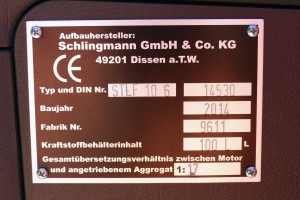 Aufbauhersteller:
Schlingmann GmbH & Co. KG
CE 49201 Dissen a.T.W.
Typ und DIN Nr. STLF 10 6 14530
Baujahr 2014
Fabrik Nr. 9611
Kraftstoffbehälterinhalt 100 L L
Gesamtübersetzungsverhältnis zwischen Motor
und angetriebenem Aggregat 1: